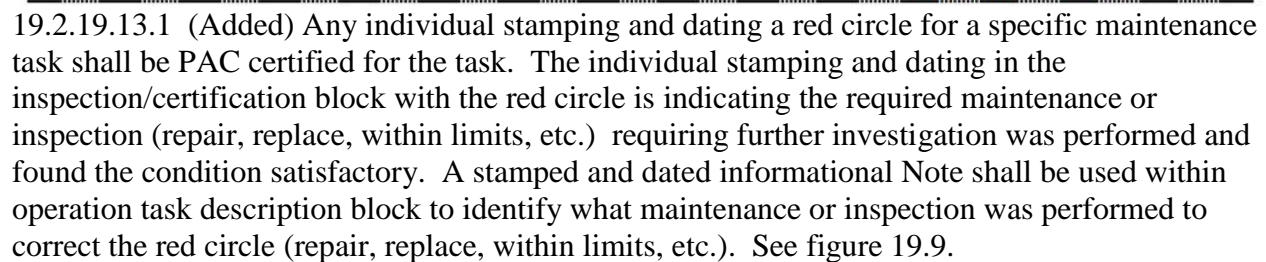 19.2.19.13.1  (Added) Any individual stamping and dating a red circle for a specific maintenance
task shall be PAC certified for the task.  The individual stamping and dating in the
inspection/certification block with the red circle is indicating the required maintenance or
inspection (repair, replace, within limits, etc.)  requiring further investigation was performed and
found the condition satisfactory.  A stamped and dated informational Note shall be used within
operation task description block to identify what maintenance or inspection was performed to
correct the red circle (repair, replace, within limits, etc.).  See figure 19.9.